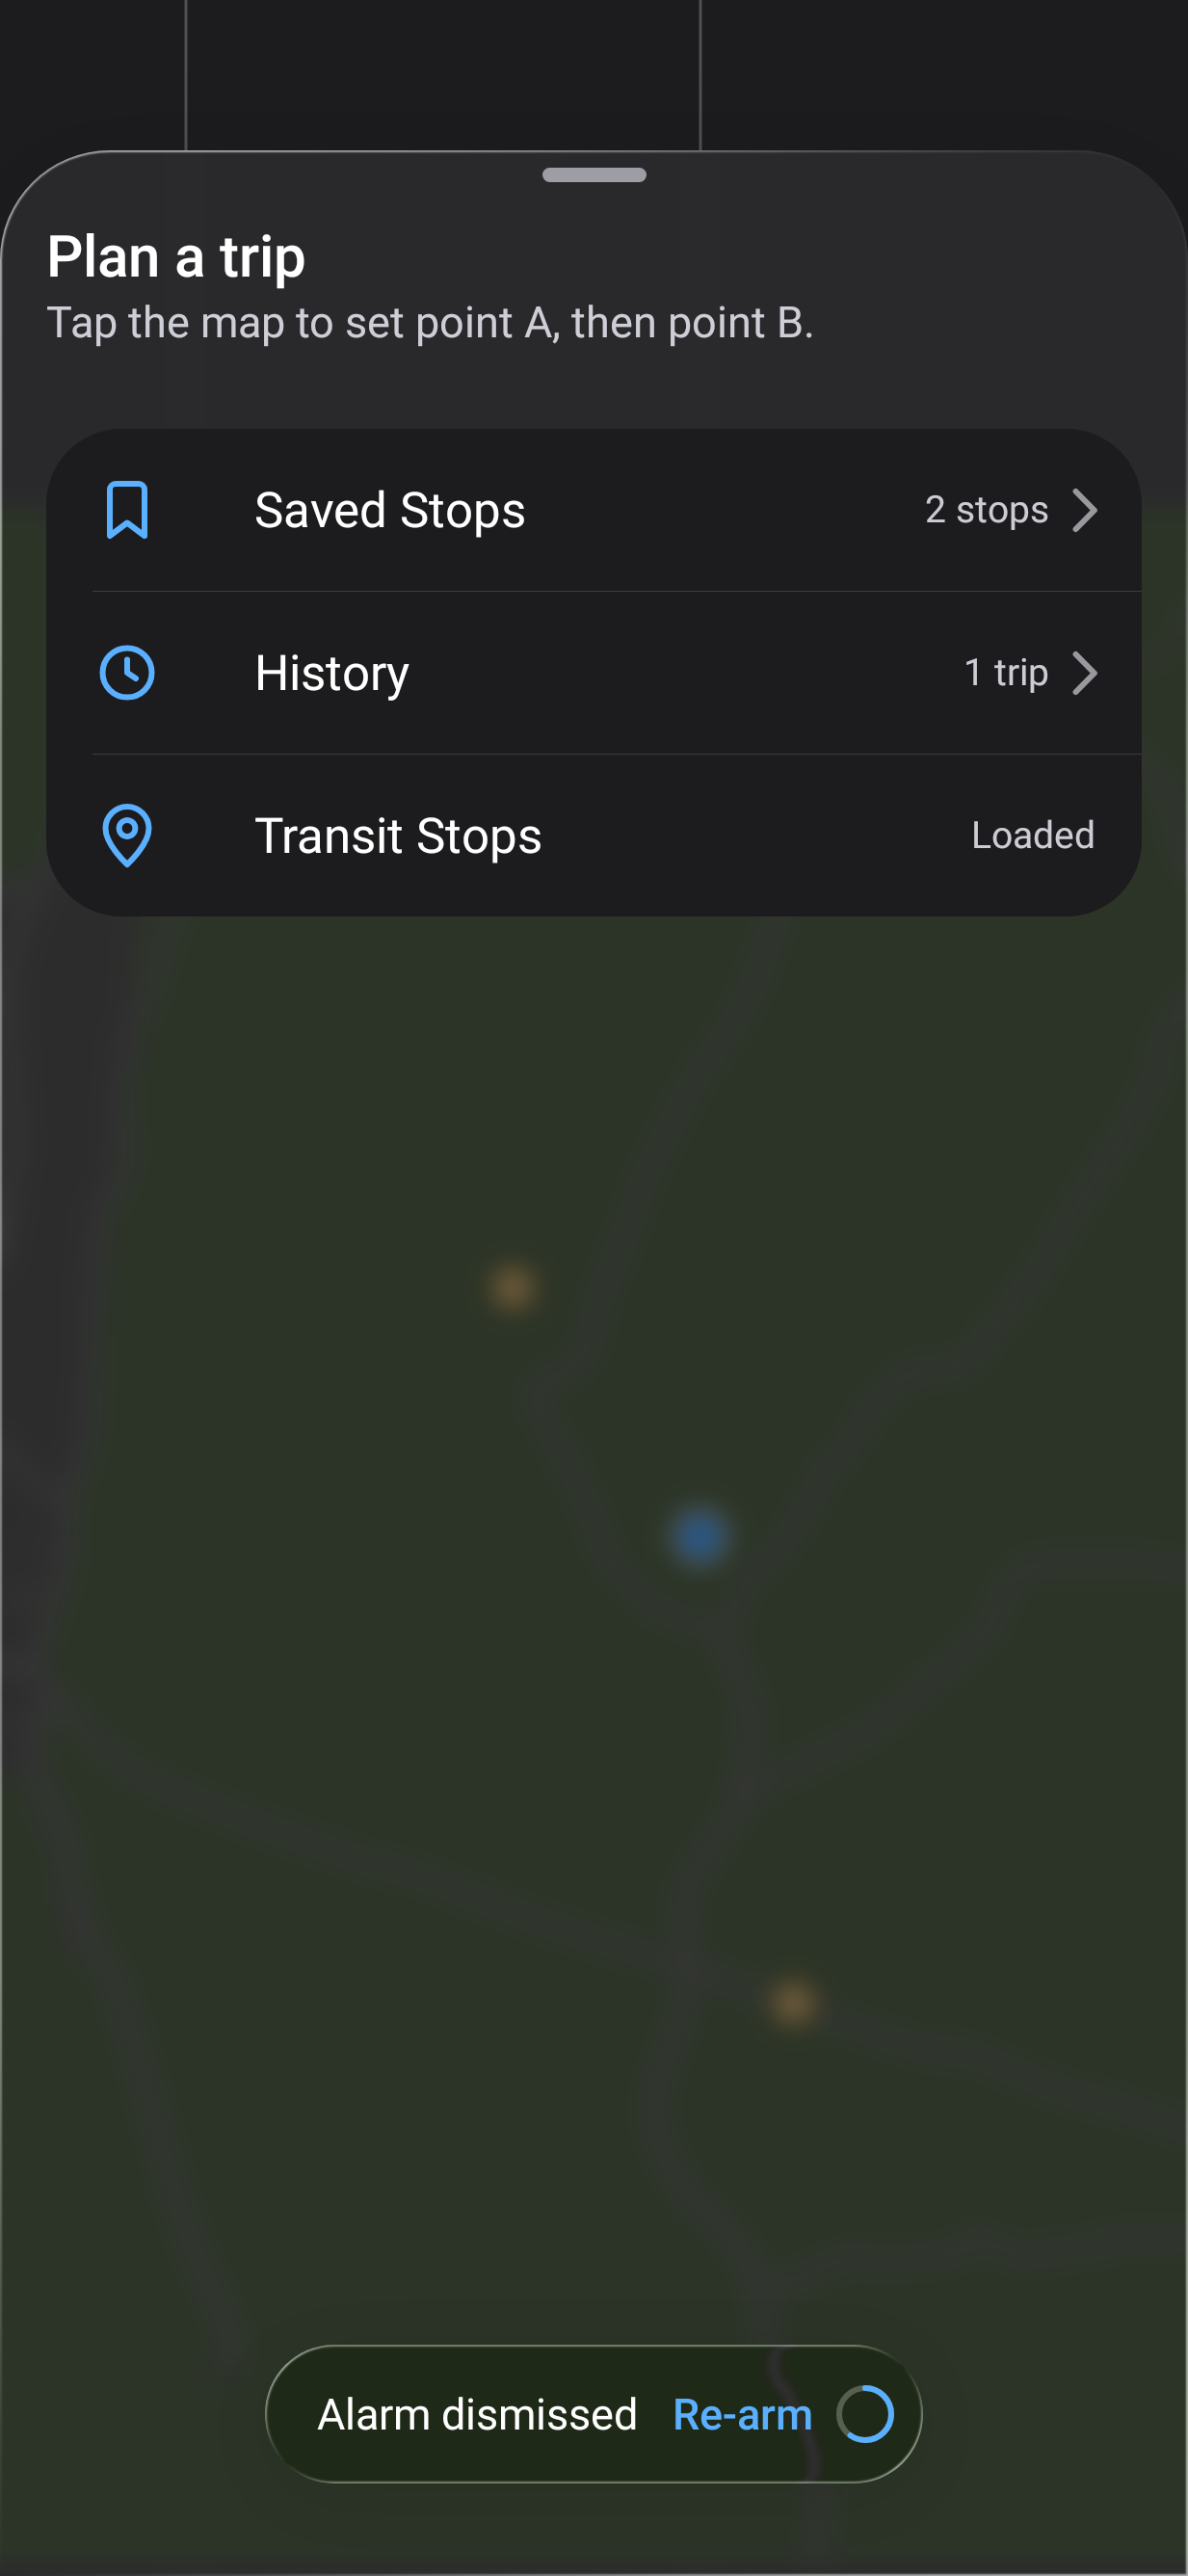 Plan a trip
Tap the map to set point A, then point B.
Saved Stops 2 stops
History 1 trip
Transit Stops Loaded
Alarm dismissed Re-arm